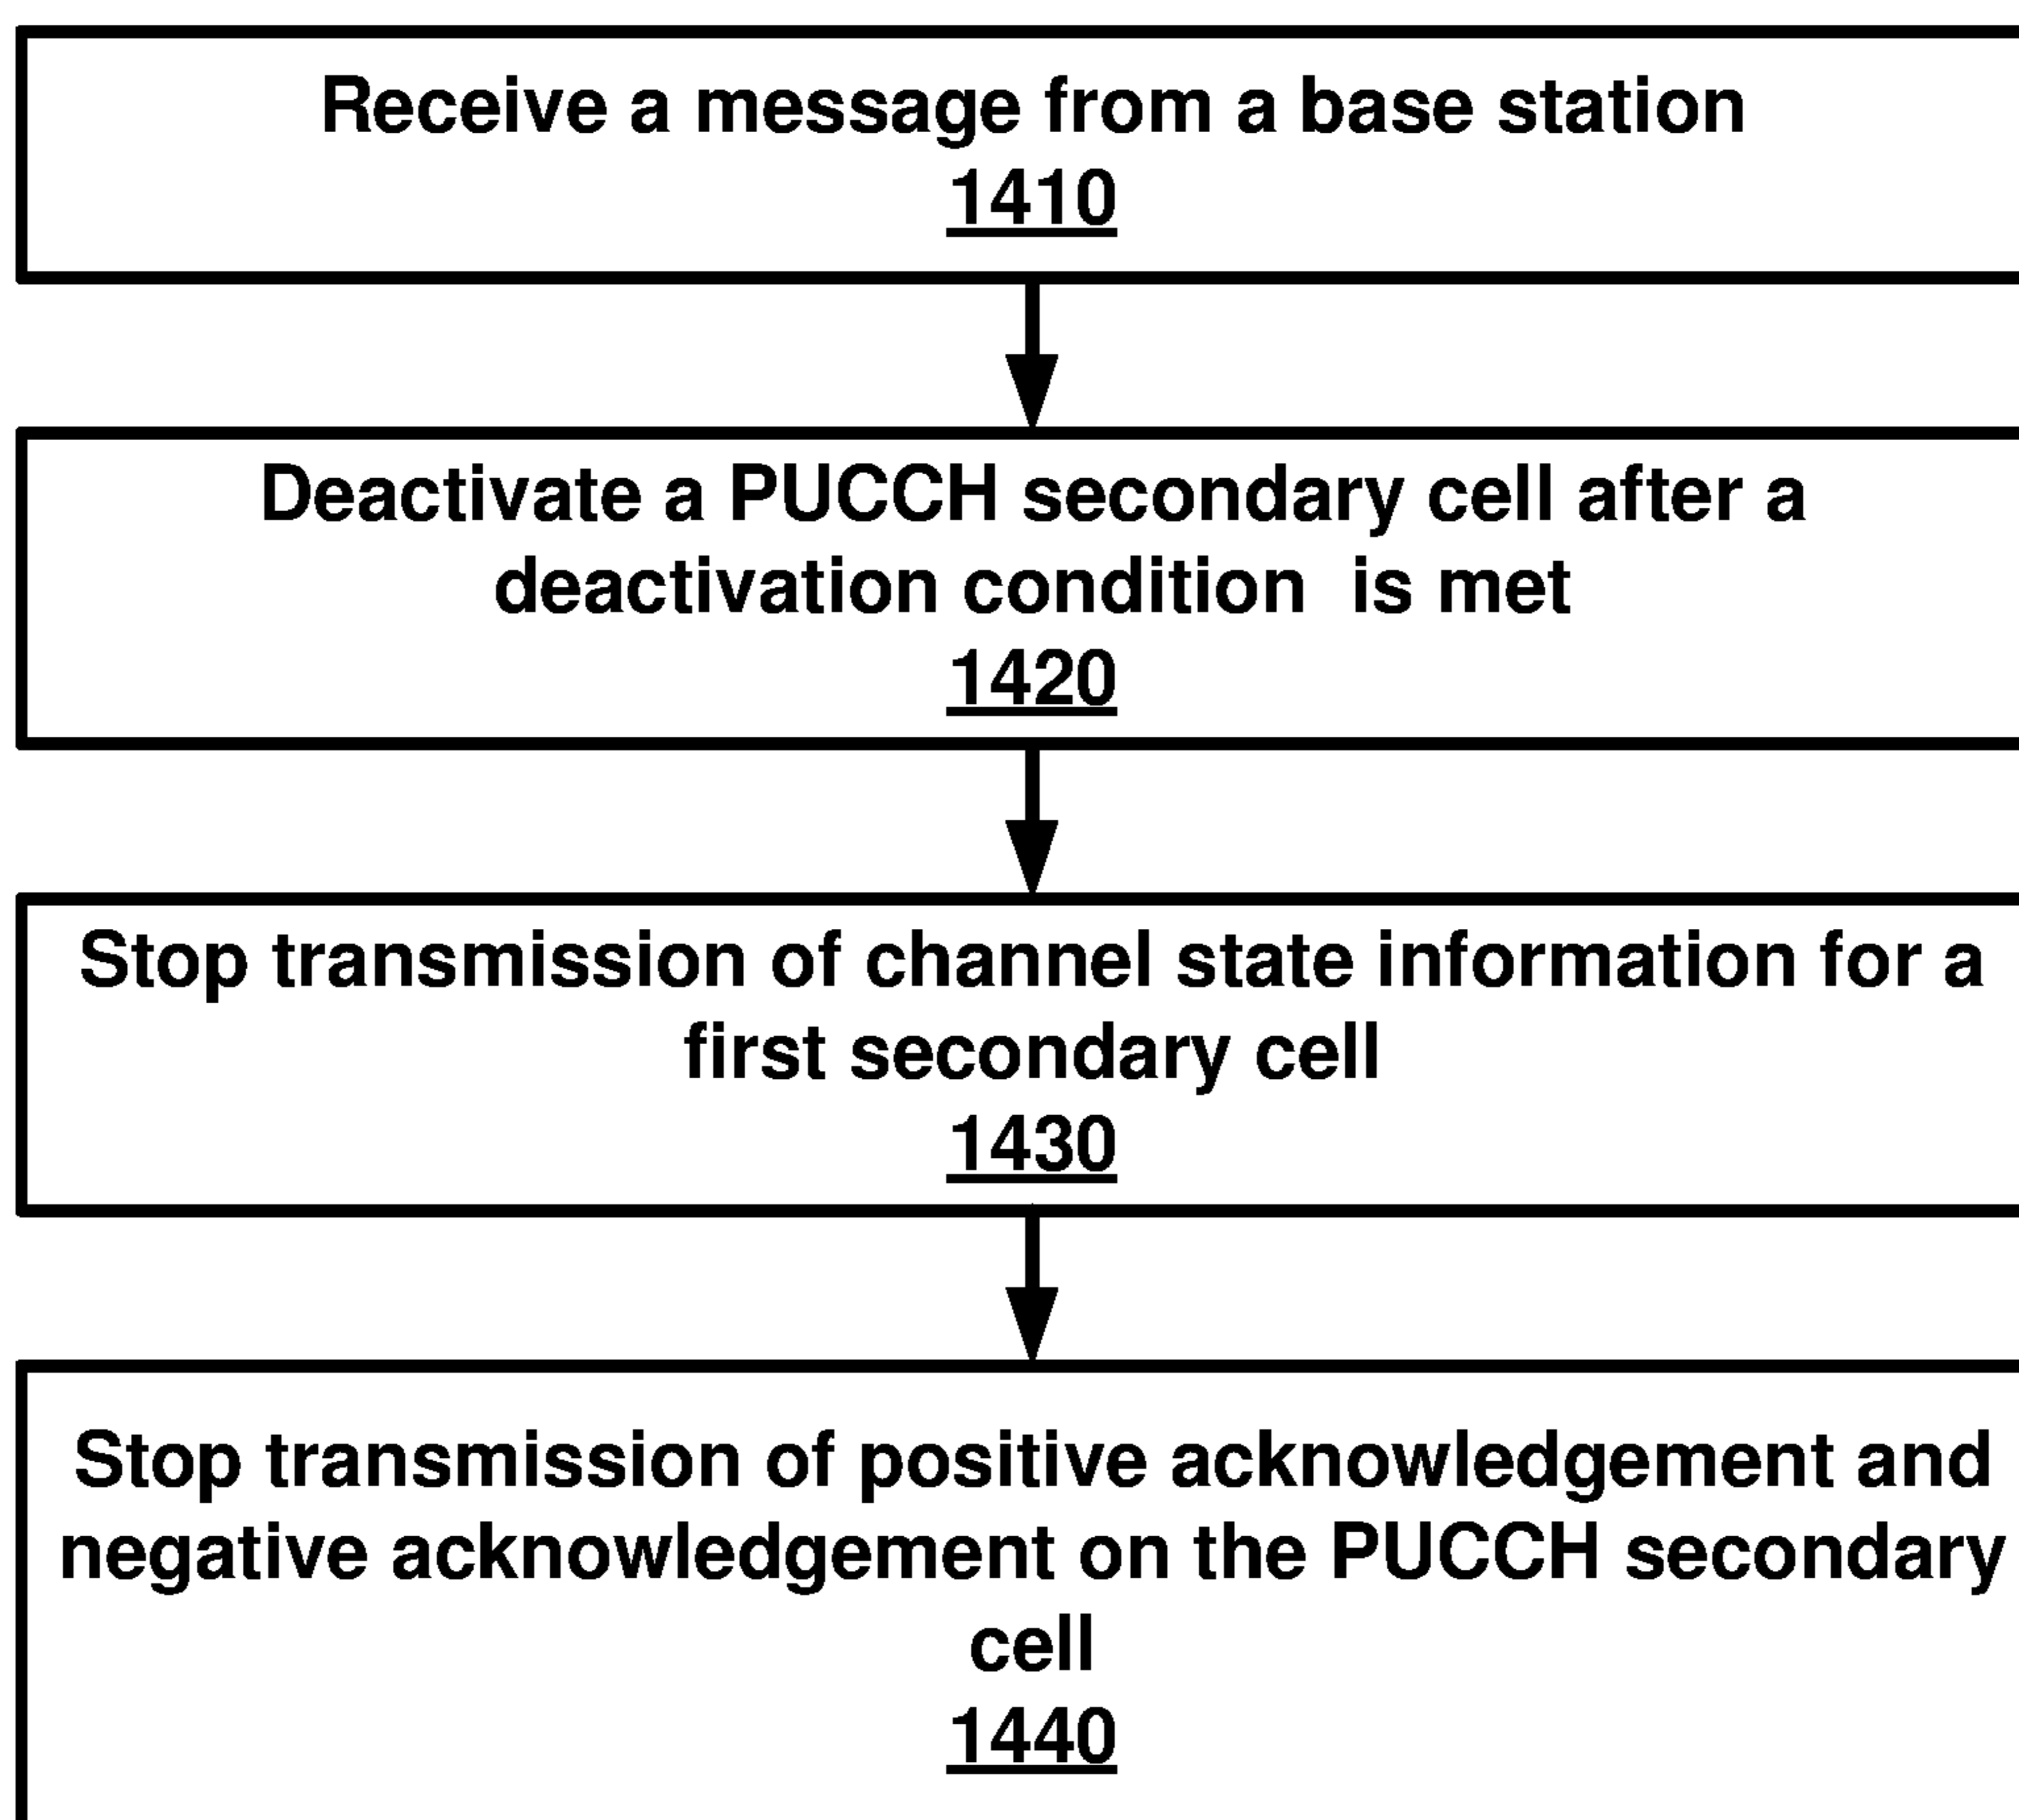 Receive a message from a base station
1410
Deactivate a PUCCH secondary cell after a
deactivation condition  is met
1420
Stop transmission of channel state information for a
first secondary cell
1430
Stop transmission of positive acknowledgement and
negative acknowledgement on the PUCCH secondary
cell
1440